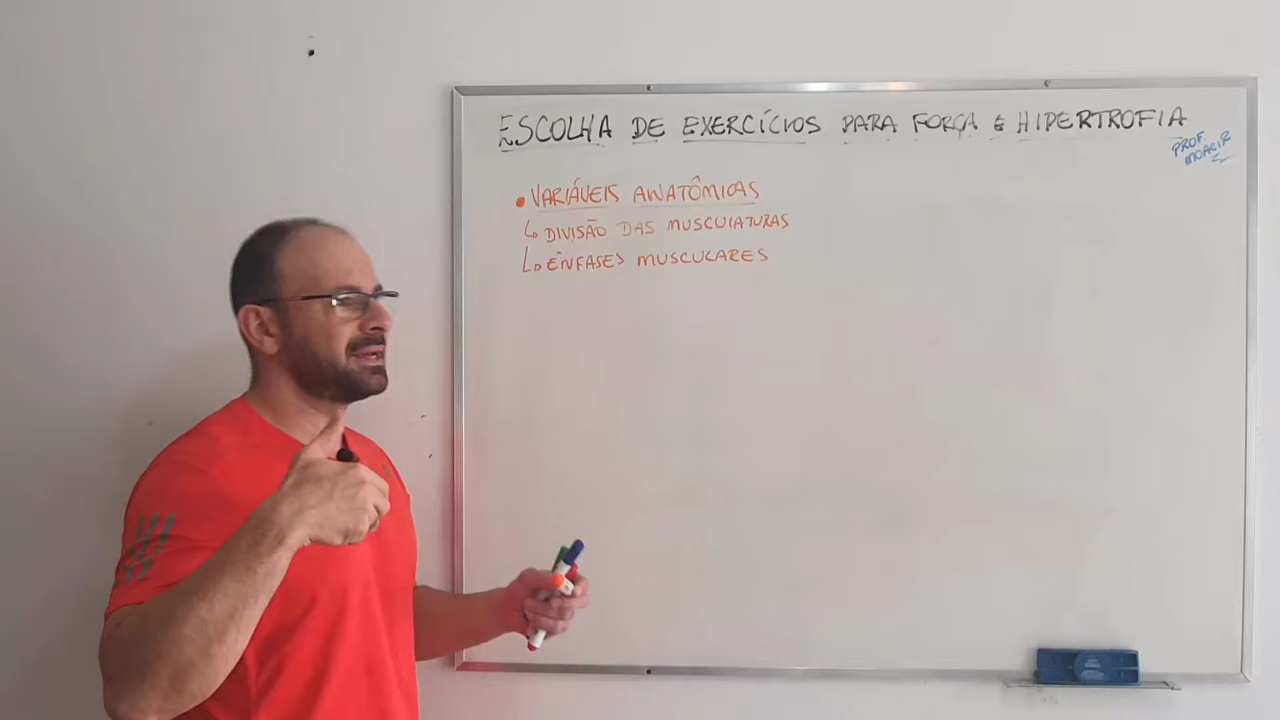 ESCOLHA DE EXERCÍCIOS PARA FORÇA E HIPERTROFIA
PROF.
MOACIR
• VARIÁVEIS ANATÔMICAS
↳ DIVISÃO DAS MUSCULATURAS
↳ ÊNFASES MUSCULARES